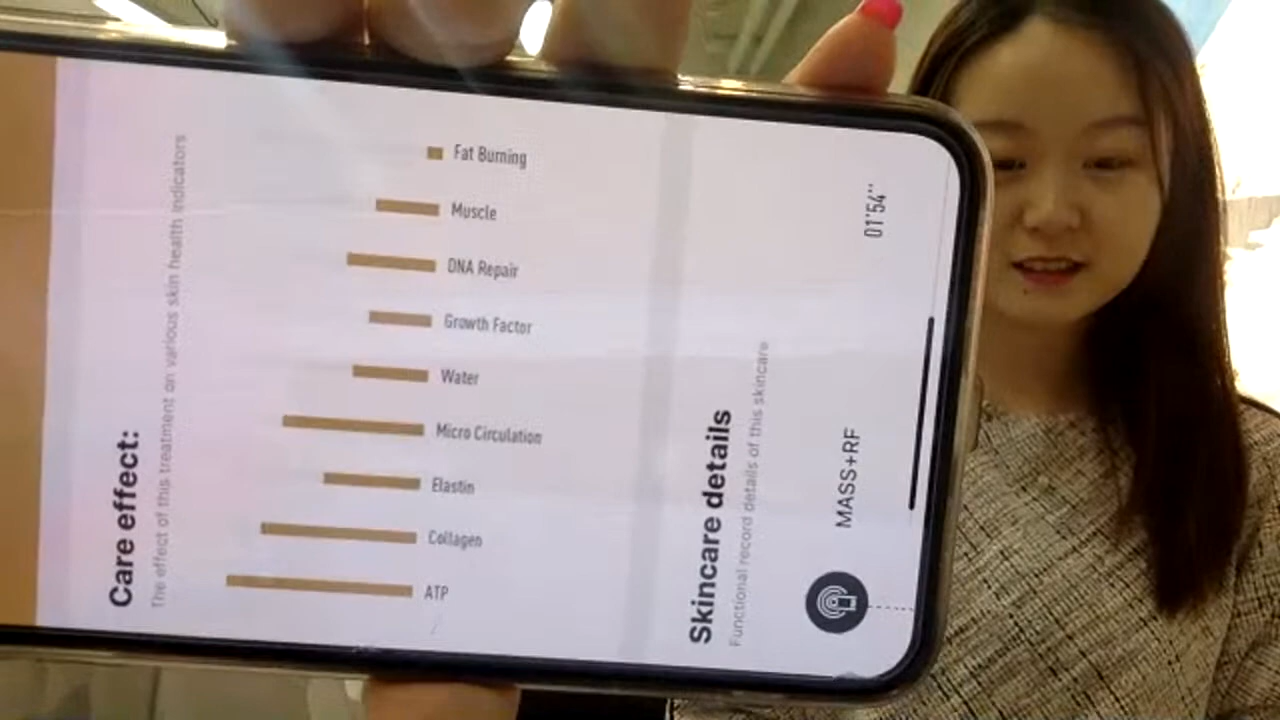 Care effect:
The effect of this treatment on various skin health indicators
ATP
Collagen
Elastin
Micro Circulation
Water
Growth Factor
DNA Repair
Muscle
Fat Burning
Skincare details
Functional record details of this skincare
MASS+RF
01'54''